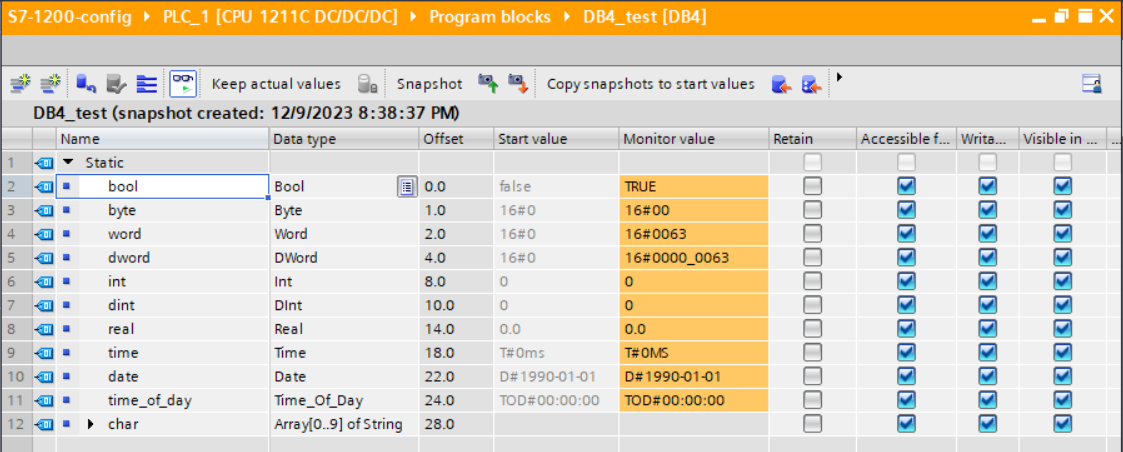 S7-1200-config ▸ PLC_1 [CPU 1211C DC/DC/DC] ▸ Program blocks ▸ DB4_test [DB4]
Keep actual values Snapshot Copy snapshots to start values
DB4_test (snapshot created: 12/9/2023 8:38:37 PM)
Name Data type Offset Start value Monitor value Retain Accessible f... Writa... Visible in ... ...
1 Static
2 bool Bool 0.0 false TRUE
3 byte Byte 1.0 16#0 16#00
4 word Word 2.0 16#0 16#0063
5 dword DWord 4.0 16#0 16#0000_0063
6 int Int 8.0 0 0
7 dint DInt 10.0 0 0
8 real Real 14.0 0.0 0.0
9 time Time 18.0 T#0ms T#0MS
10 date Date 22.0 D#1990-01-01 D#1990-01-01
11 time_of_day Time_Of_Day 24.0 TOD#00:00:00 TOD#00:00:00
12 char Array[0..9] of String 28.0